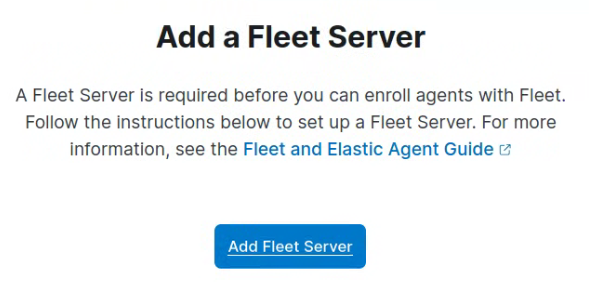 Add a Fleet Server
A Fleet Server is required before you can enroll agents with Fleet.
Follow the instructions below to set up a Fleet Server. For more
information, see the Fleet and Elastic Agent Guide
Add Fleet Server